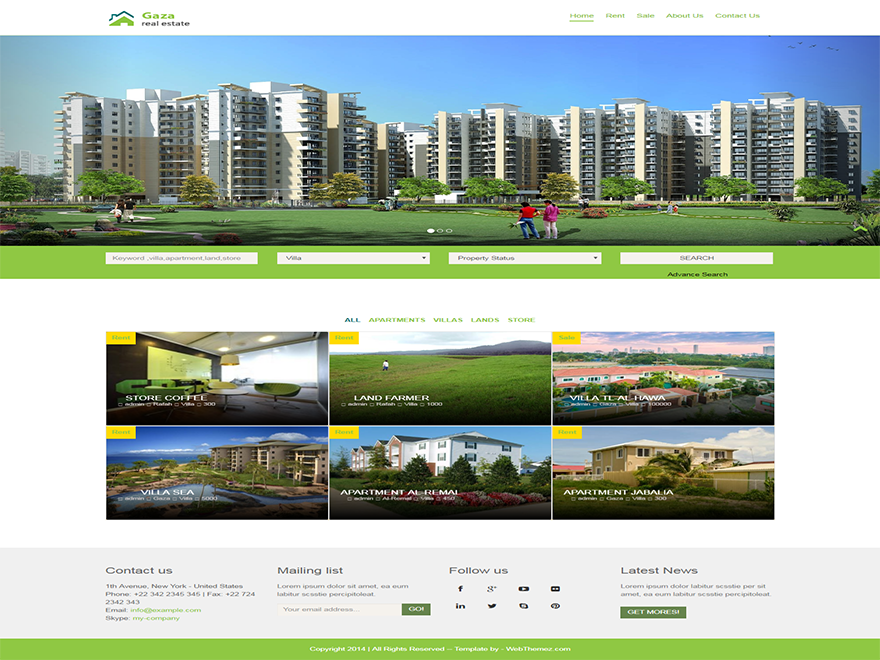 Gaza
real estate
Home Rent Sale About Us Contact Us
Keyword ,villa,apartment,land,store Villa Property Status SEARCH
Advance Search
ALL APARTMENTS VILLAS LANDS STORE
Rent Rent Sale
STORE COFFEE LAND FARMER VILLA TL AL HAWA
admin Rafah Villa 300 admin Rafah Villa 1000 admin Gaza Villa 100000
Rent Rent Rent
VILLA SEA APARTMENT AL-REMAL APARTMENT JABALIA
admin Gaza Villa 5000 admin Al-Remal Villa 450 admin Gaza Villa 300
Contact us
1th Avenue, New York - United States
Phone: +22 342 2345 345 | Fax: +22 724
2342 343
Email: info@example.com
Skype: my-company
Mailing list
Lorem ipsum dolor sit amet, ea eum
labitur scsstie percipitoleat.
Your email address... GO!
Follow us
Latest News
Lorem ipsum dolor labitur scsstie per sit
amet, ea eum labitur scsstie percipitoleat.
GET MORES!
Copyright 2014 | All Rights Reserved -- Template by - WebThemez.com